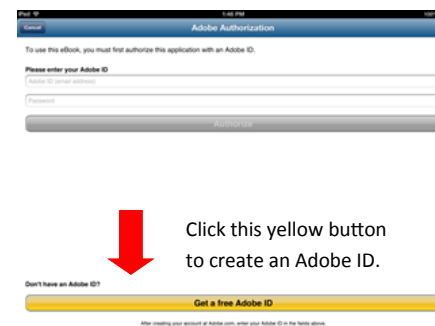 iPad
1:46 PM
100%
Cancel
Adobe Authorization
To use this eBook, you must first authorize this application with an Adobe ID.
Please enter your Adobe ID
Adobe ID (email address)
Password
Authorize
Click this yellow button
to create an Adobe ID.
Don't have an Adobe ID?
Get a free Adobe ID
After creating your account at Adobe.com, enter your Adobe ID in the fields above.